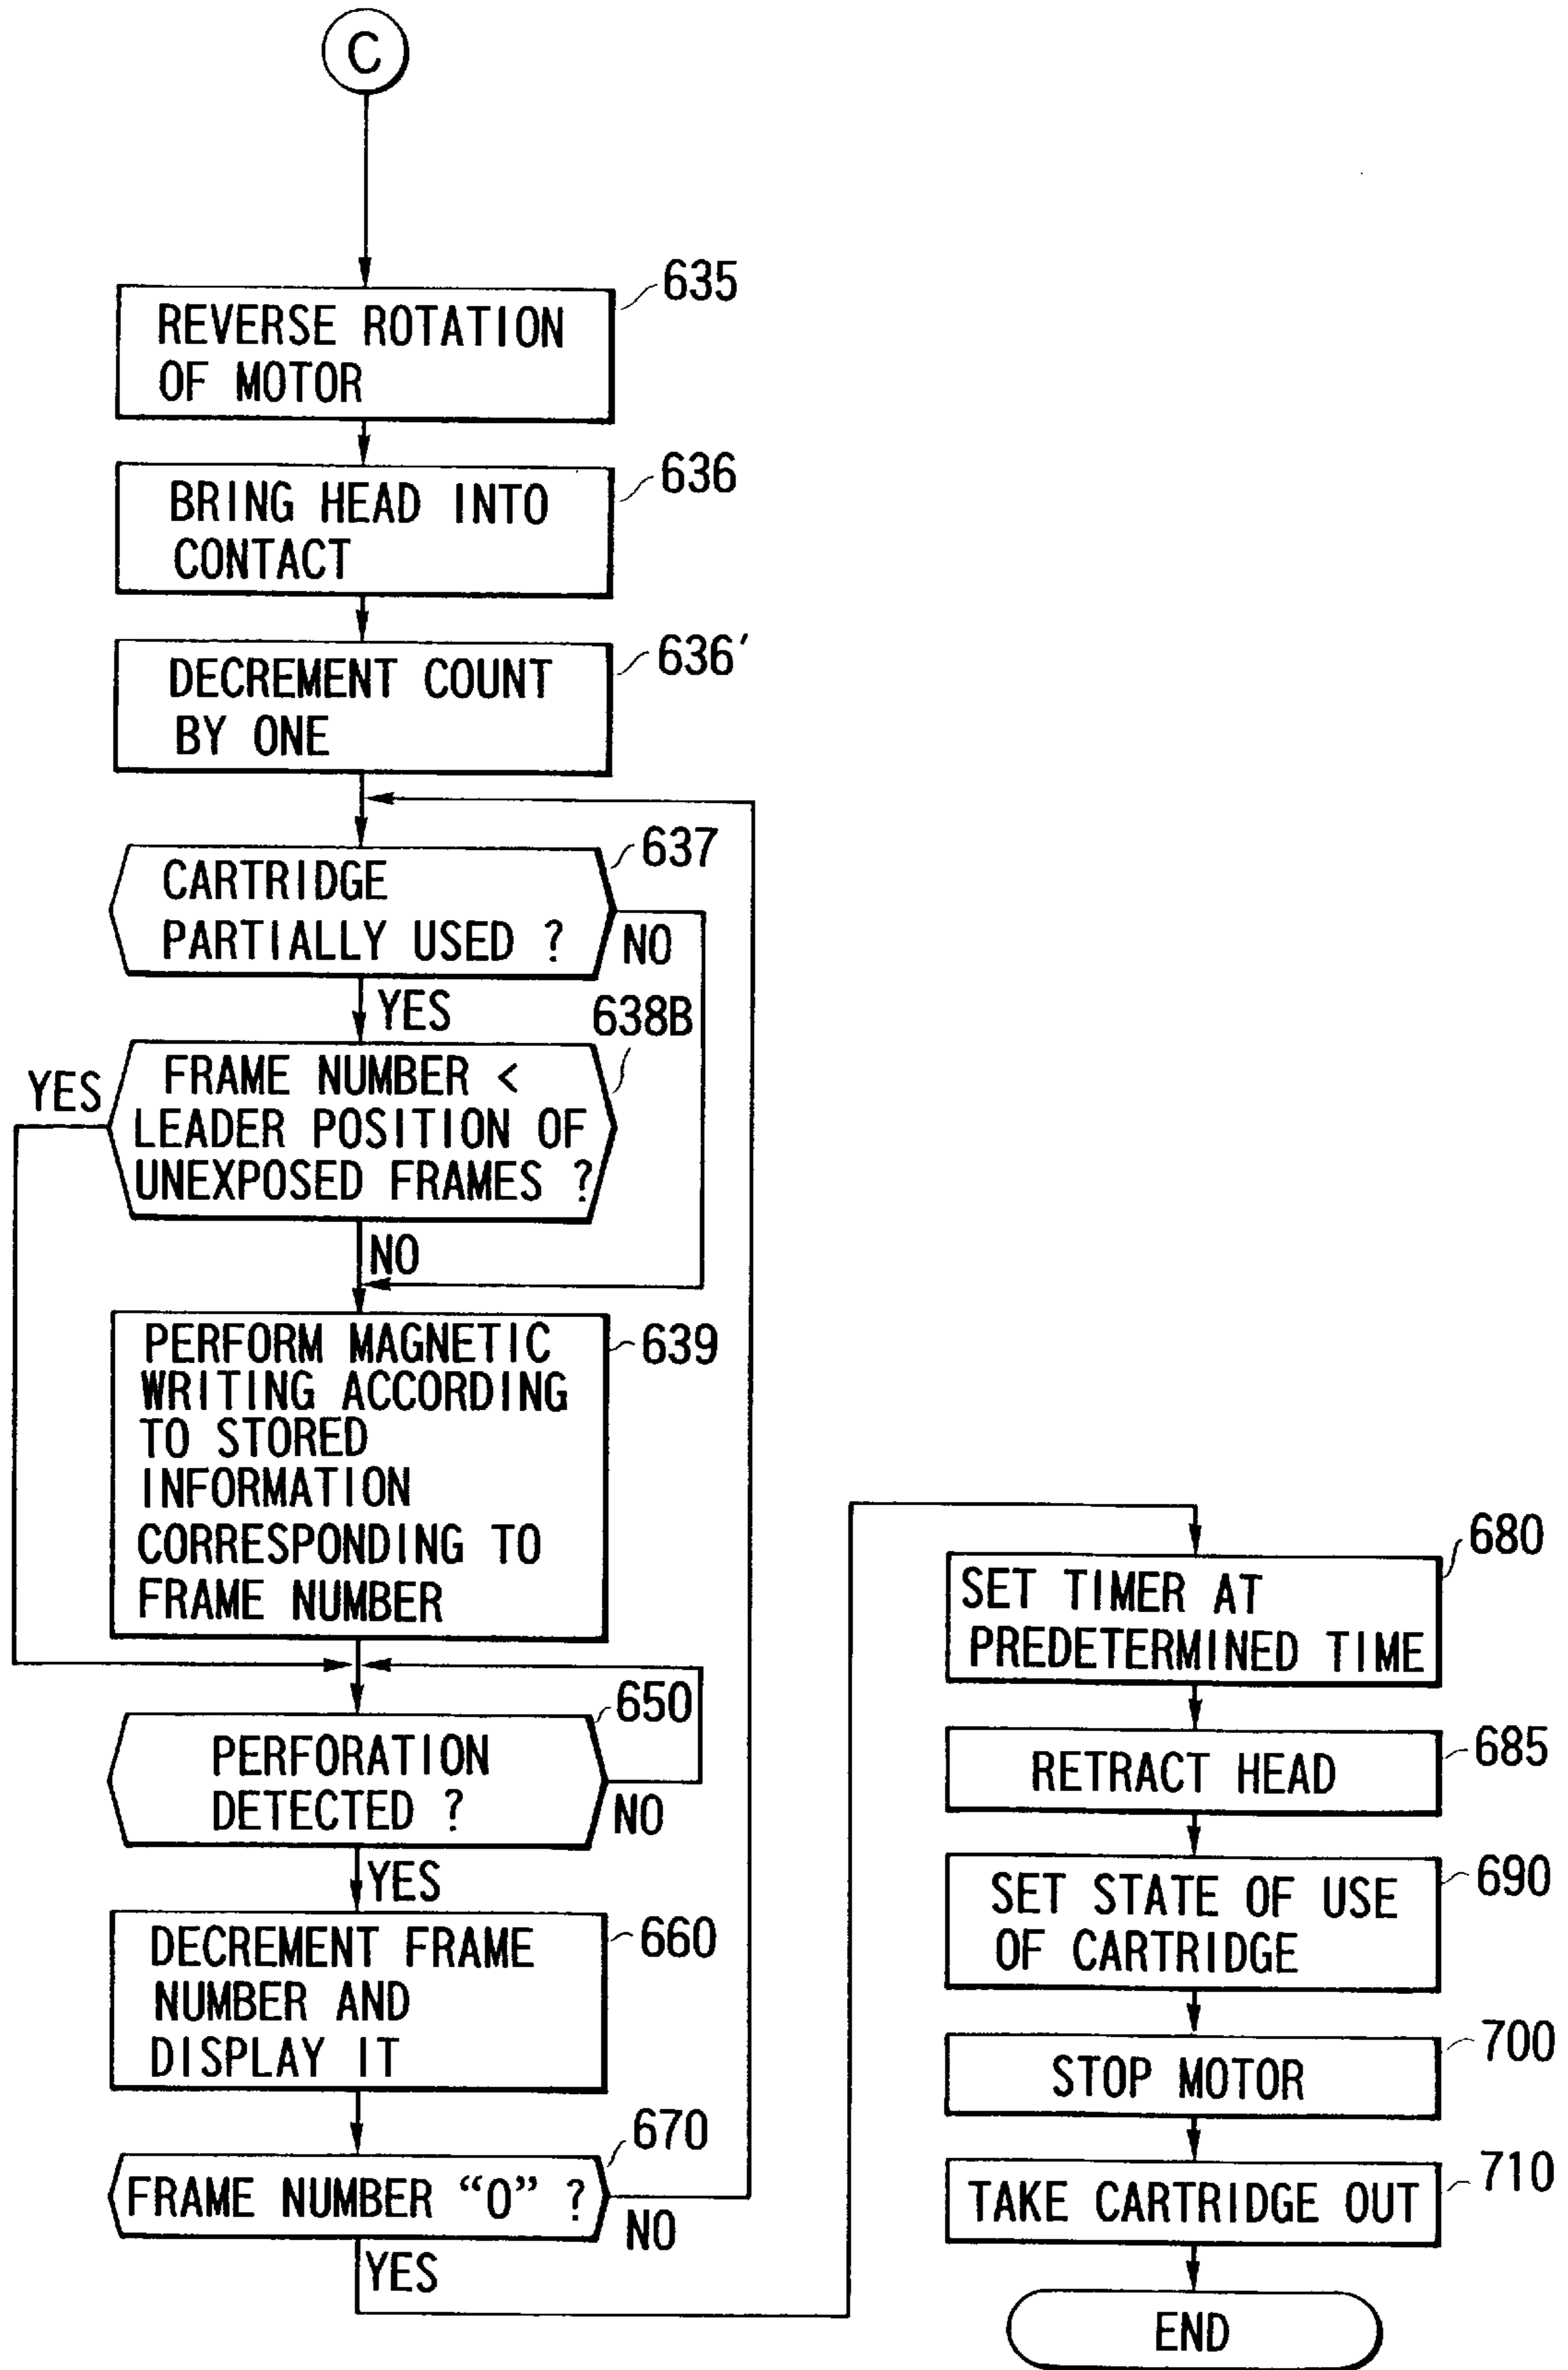 C
635
REVERSE ROTATION
OF MOTOR
636
BRING HEAD INTO
CONTACT
636′
DECREMENT COUNT
BY ONE
637
CARTRIDGE
PARTIALLY USED ?
NO
YES
638B
YES
FRAME NUMBER <
LEADER POSITION OF
UNEXPOSED FRAMES ?
NO
639
PERFORM MAGNETIC
WRITING ACCORDING
TO STORED
INFORMATION
CORRESPONDING TO
FRAME NUMBER
650
PERFORATION
DETECTED ?
NO
YES
660
DECREMENT FRAME
NUMBER AND
DISPLAY IT
670
FRAME NUMBER “0” ?
NO
YES
680
SET TIMER AT
PREDETERMINED TIME
685
RETRACT HEAD
690
SET STATE OF USE
OF CARTRIDGE
700
STOP MOTOR
710
TAKE CARTRIDGE OUT
END